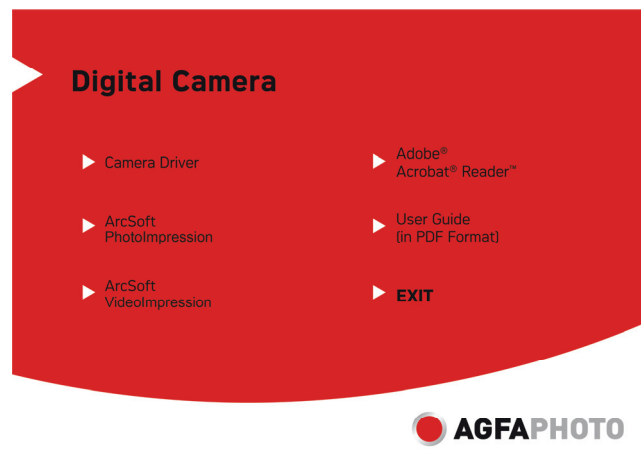 Digital Camera
Camera Driver
ArcSoft
PhotoImpression
ArcSoft
VideoImpression
Adobe®
Acrobat® Reader™
User Guide
(in PDF Format)
EXIT
AGFAPHOTO